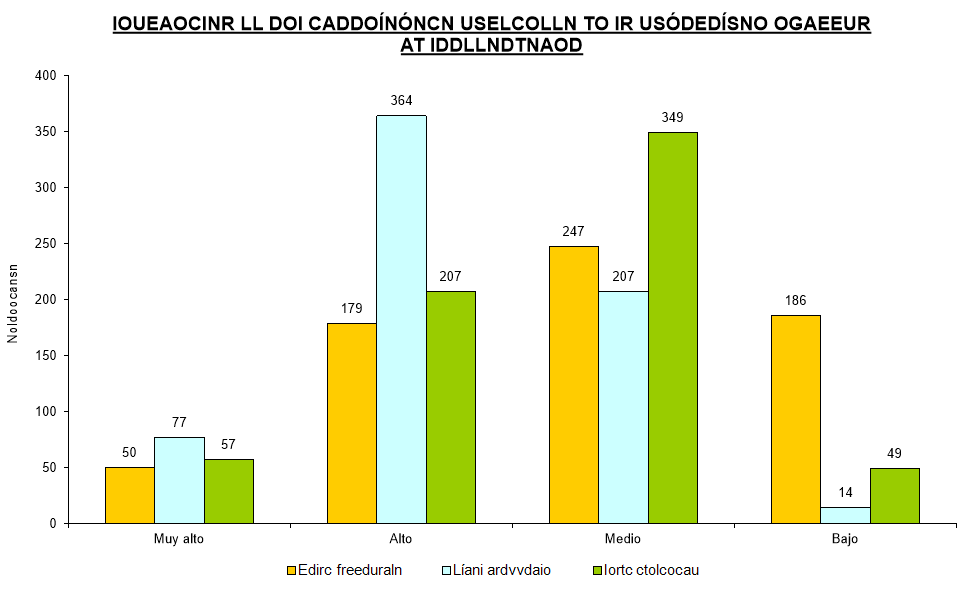 IOUEAOCINR LL DOI CADDOÍNÓNCN USELCOLLN TO IR USÓDEDÍSNO OGAEEUR
AT IDDLLNDTNAOD
400
350
300
250
200
150
100
50
0
Noldoocansn
50
77
57
179
364
207
247
207
349
186
14
49
Muy alto
Alto
Medio
Bajo
Edirc freeduraln
Líani ardvvdaio
Iortc ctolcocau